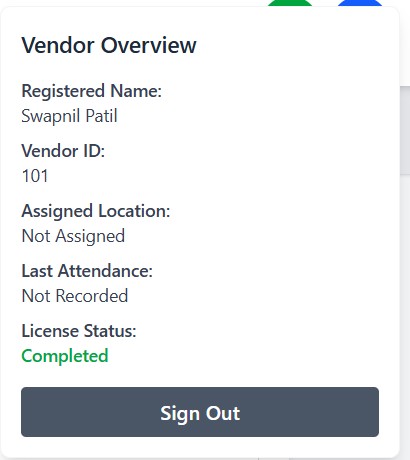 Vendor Overview
Registered Name:
Swapnil Patil
Vendor ID:
101
Assigned Location:
Not Assigned
Last Attendance:
Not Recorded
License Status:
Completed
Sign Out